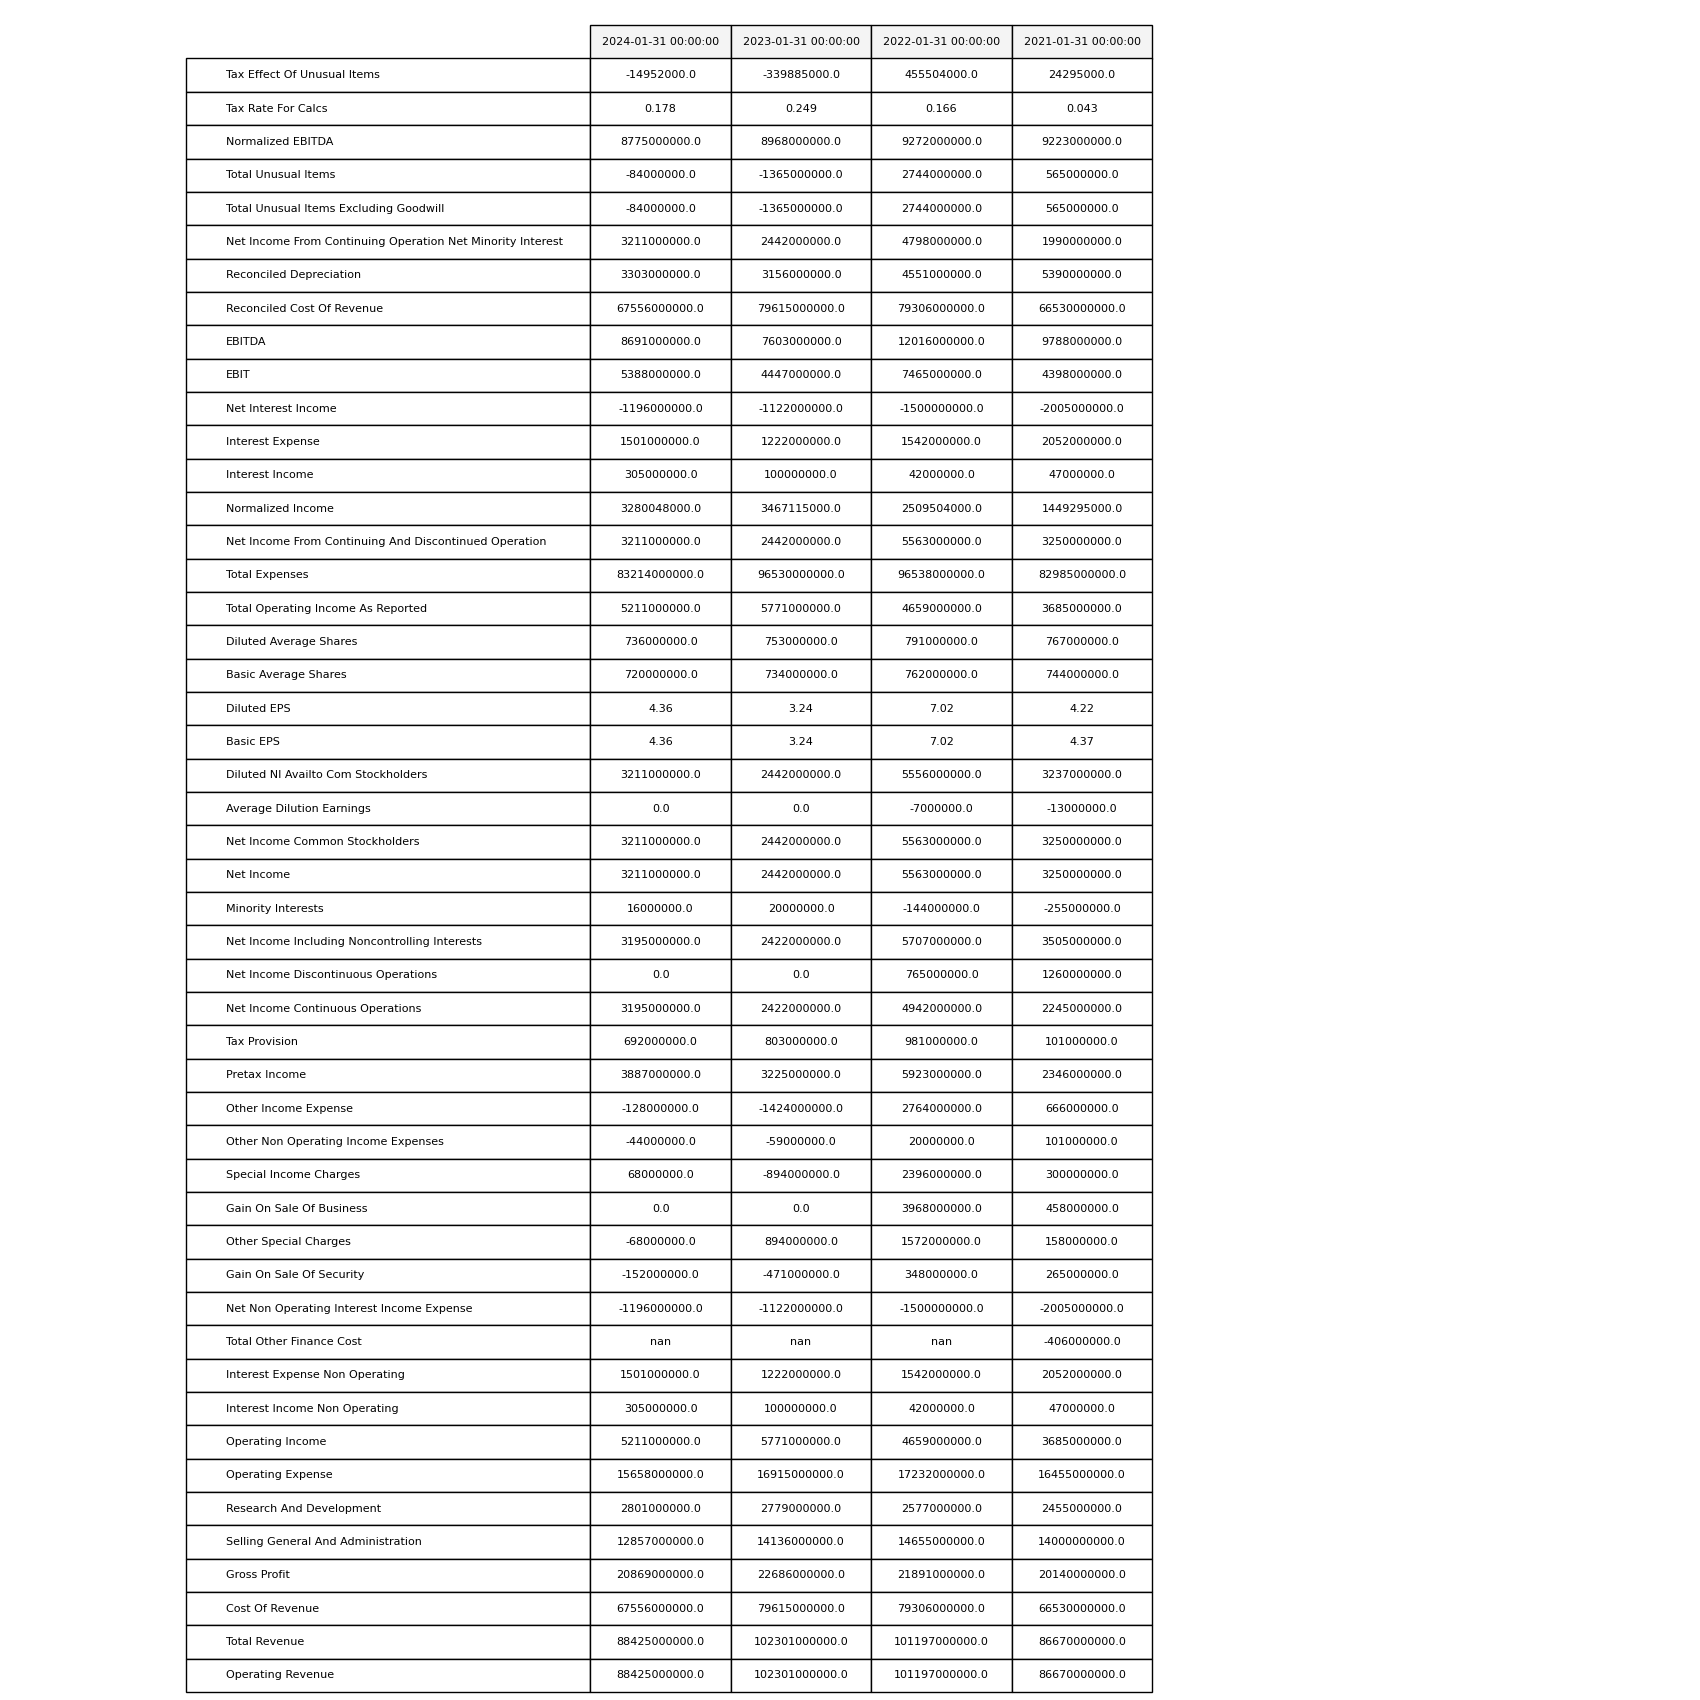 2024-01-31 00:00:00 2023-01-31 00:00:00 2022-01-31 00:00:00 2021-01-31 00:00:00
Tax Effect Of Unusual Items -14952000.0 -339885000.0 455504000.0 24295000.0
Tax Rate For Calcs 0.178 0.249 0.166 0.043
Normalized EBITDA 8775000000.0 8968000000.0 9272000000.0 9223000000.0
Total Unusual Items -84000000.0 -1365000000.0 2744000000.0 565000000.0
Total Unusual Items Excluding Goodwill -84000000.0 -1365000000.0 2744000000.0 565000000.0
Net Income From Continuing Operation Net Minority Interest 3211000000.0 2442000000.0 4798000000.0 1990000000.0
Reconciled Depreciation 3303000000.0 3156000000.0 4551000000.0 5390000000.0
Reconciled Cost Of Revenue 67556000000.0 79615000000.0 79306000000.0 66530000000.0
EBITDA 8691000000.0 7603000000.0 12016000000.0 9788000000.0
EBIT 5388000000.0 4447000000.0 7465000000.0 4398000000.0
Net Interest Income -1196000000.0 -1122000000.0 -1500000000.0 -2005000000.0
Interest Expense 1501000000.0 1222000000.0 1542000000.0 2052000000.0
Interest Income 305000000.0 100000000.0 42000000.0 47000000.0
Normalized Income 3280048000.0 3467115000.0 2509504000.0 1449295000.0
Net Income From Continuing And Discontinued Operation 3211000000.0 2442000000.0 5563000000.0 3250000000.0
Total Expenses 83214000000.0 96530000000.0 96538000000.0 82985000000.0
Total Operating Income As Reported 5211000000.0 5771000000.0 4659000000.0 3685000000.0
Diluted Average Shares 736000000.0 753000000.0 791000000.0 767000000.0
Basic Average Shares 720000000.0 734000000.0 762000000.0 744000000.0
Diluted EPS 4.36 3.24 7.02 4.22
Basic EPS 4.36 3.24 7.02 4.37
Diluted NI Availto Com Stockholders 3211000000.0 2442000000.0 5556000000.0 3237000000.0
Average Dilution Earnings 0.0 0.0 -7000000.0 -13000000.0
Net Income Common Stockholders 3211000000.0 2442000000.0 5563000000.0 3250000000.0
Net Income 3211000000.0 2442000000.0 5563000000.0 3250000000.0
Minority Interests 16000000.0 20000000.0 -144000000.0 -255000000.0
Net Income Including Noncontrolling Interests 3195000000.0 2422000000.0 5707000000.0 3505000000.0
Net Income Discontinuous Operations 0.0 0.0 765000000.0 1260000000.0
Net Income Continuous Operations 3195000000.0 2422000000.0 4942000000.0 2245000000.0
Tax Provision 692000000.0 803000000.0 981000000.0 101000000.0
Pretax Income 3887000000.0 3225000000.0 5923000000.0 2346000000.0
Other Income Expense -128000000.0 -1424000000.0 2764000000.0 666000000.0
Other Non Operating Income Expenses -44000000.0 -59000000.0 20000000.0 101000000.0
Special Income Charges 68000000.0 -894000000.0 2396000000.0 300000000.0
Gain On Sale Of Business 0.0 0.0 3968000000.0 458000000.0
Other Special Charges -68000000.0 894000000.0 1572000000.0 158000000.0
Gain On Sale Of Security -152000000.0 -471000000.0 348000000.0 265000000.0
Net Non Operating Interest Income Expense -1196000000.0 -1122000000.0 -1500000000.0 -2005000000.0
Total Other Finance Cost nan nan nan -406000000.0
Interest Expense Non Operating 1501000000.0 1222000000.0 1542000000.0 2052000000.0
Interest Income Non Operating 305000000.0 100000000.0 42000000.0 47000000.0
Operating Income 5211000000.0 5771000000.0 4659000000.0 3685000000.0
Operating Expense 15658000000.0 16915000000.0 17232000000.0 16455000000.0
Research And Development 2801000000.0 2779000000.0 2577000000.0 2455000000.0
Selling General And Administration 12857000000.0 14136000000.0 14655000000.0 14000000000.0
Gross Profit 20869000000.0 22686000000.0 21891000000.0 20140000000.0
Cost Of Revenue 67556000000.0 79615000000.0 79306000000.0 66530000000.0
Total Revenue 88425000000.0 102301000000.0 101197000000.0 86670000000.0
Operating Revenue 88425000000.0 102301000000.0 101197000000.0 86670000000.0